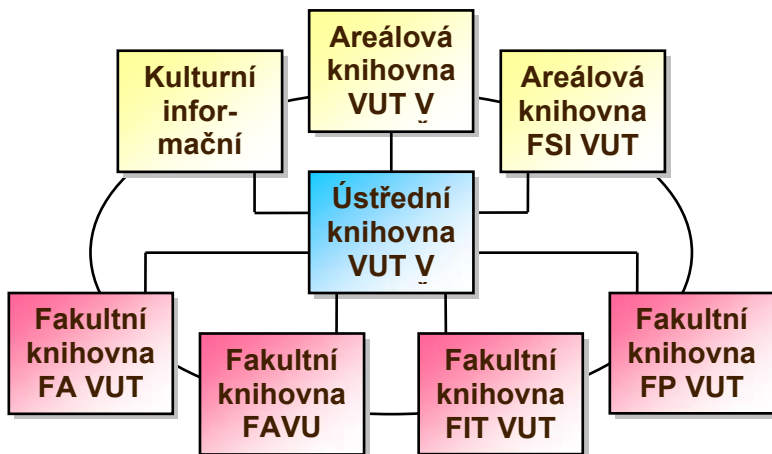 Areálová
knihovna
VUT V
Kulturní
infor-
mační
Areálová
knihovna
FSI VUT
Ústřední
knihovna
VUT V
Fakultní
knihovna
FA VUT
Fakultní
knihovna
FAVU
Fakultní
knihovna
FIT VUT
Fakultní
knihovna
FP VUT